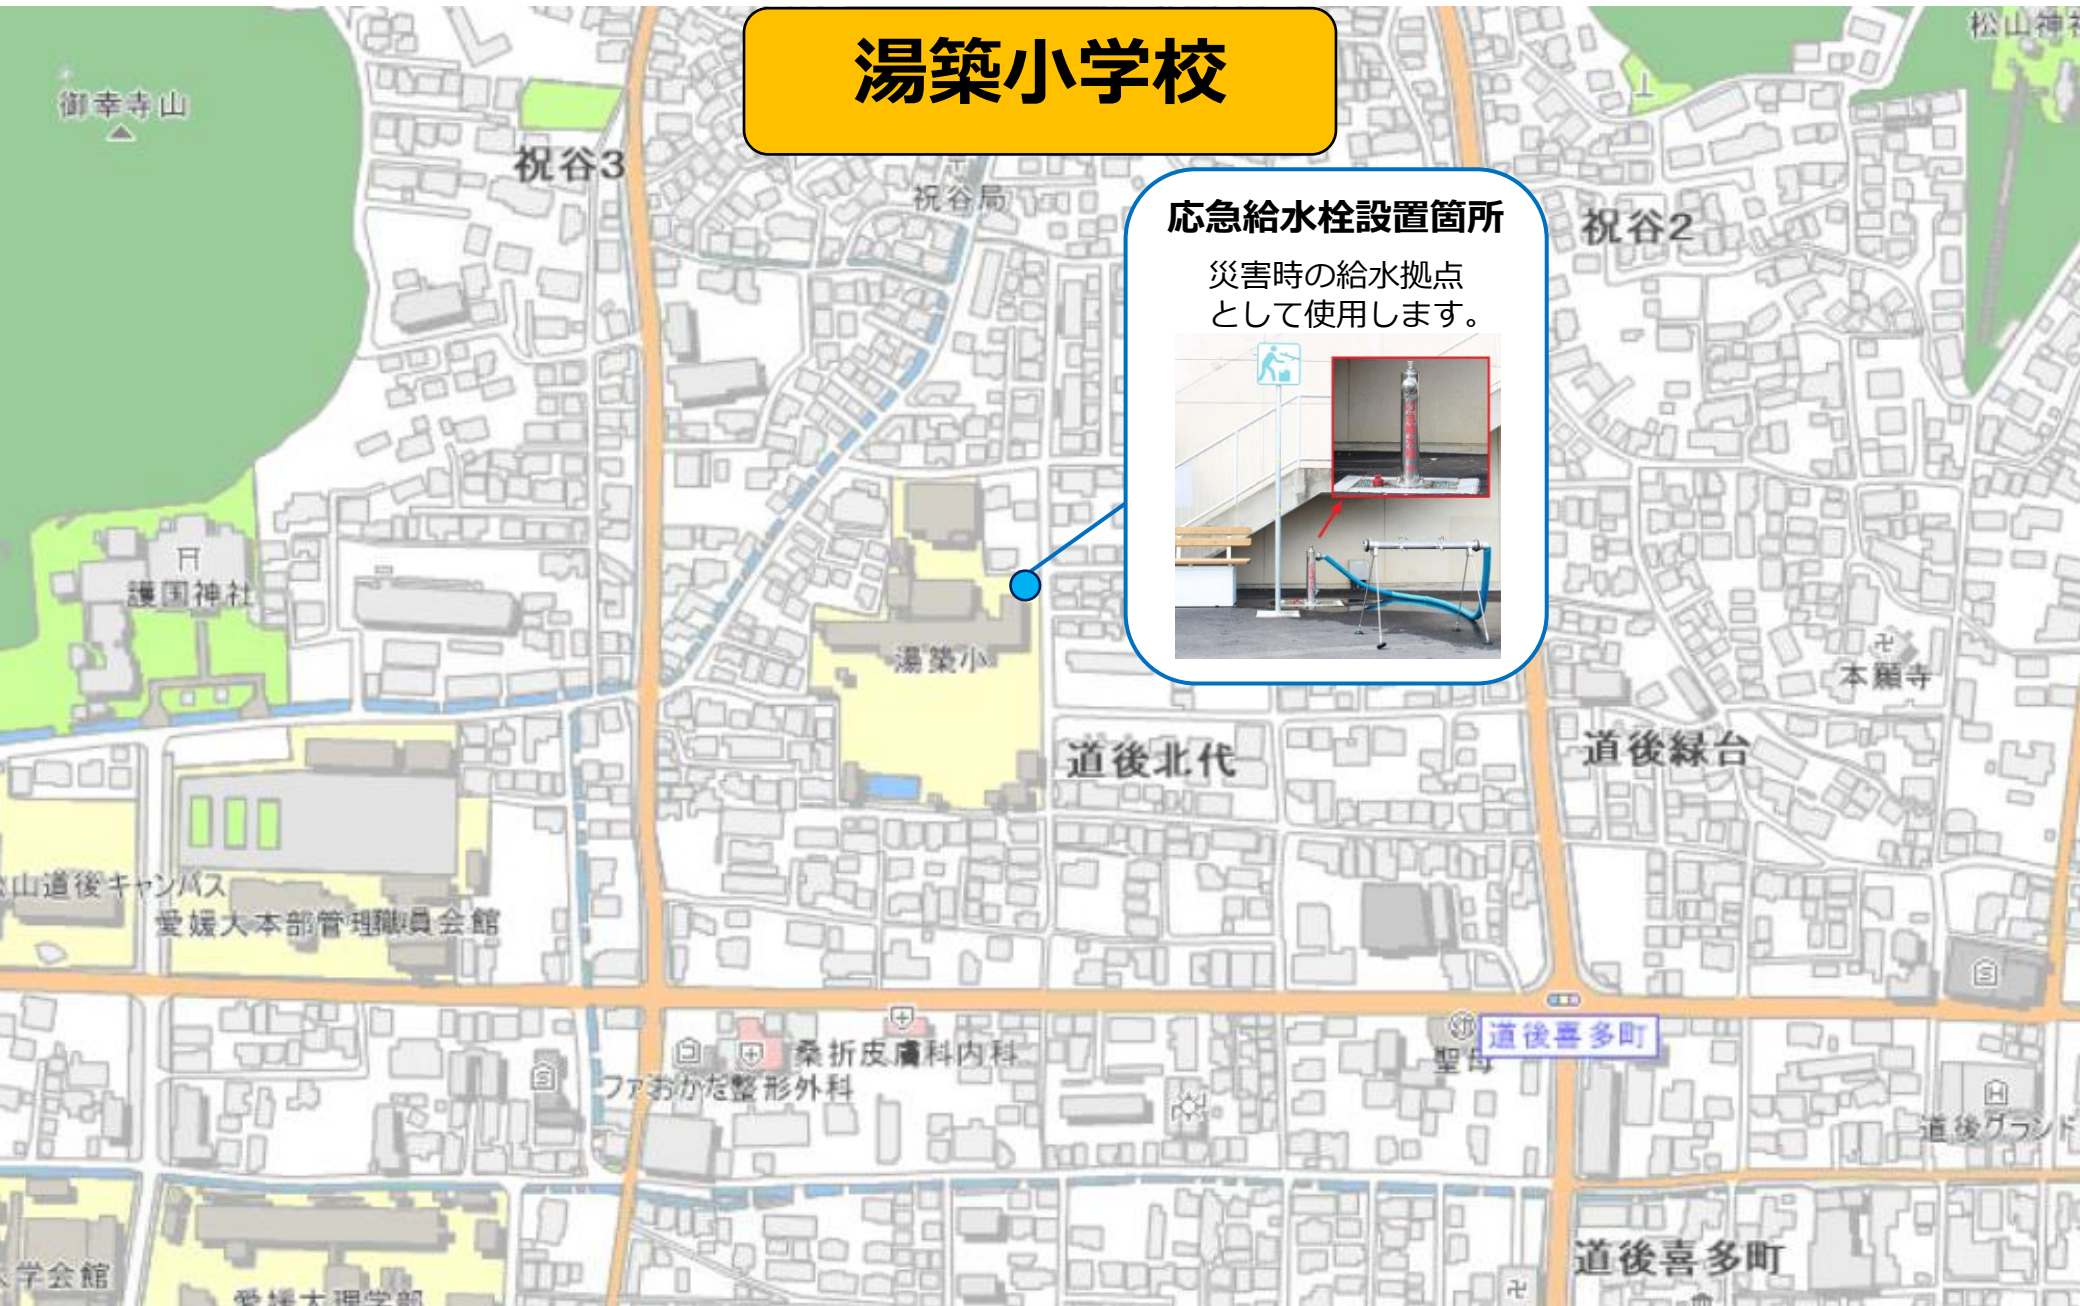 湯築小学校
松山神社
御幸寺山
祝谷3
祝谷局
応急給水栓設置箇所
災害時の給水拠点
として使用します。
祝谷2
護国神社
湯築小
本願寺
道後北代
道後緑台
山道後キャンパス
愛媛大本部管理職員会館
桑折皮膚科内科
おかだ整形外科
聖母
道後喜多町
道後グランド
道後喜多町
学会館
愛媛大理学部